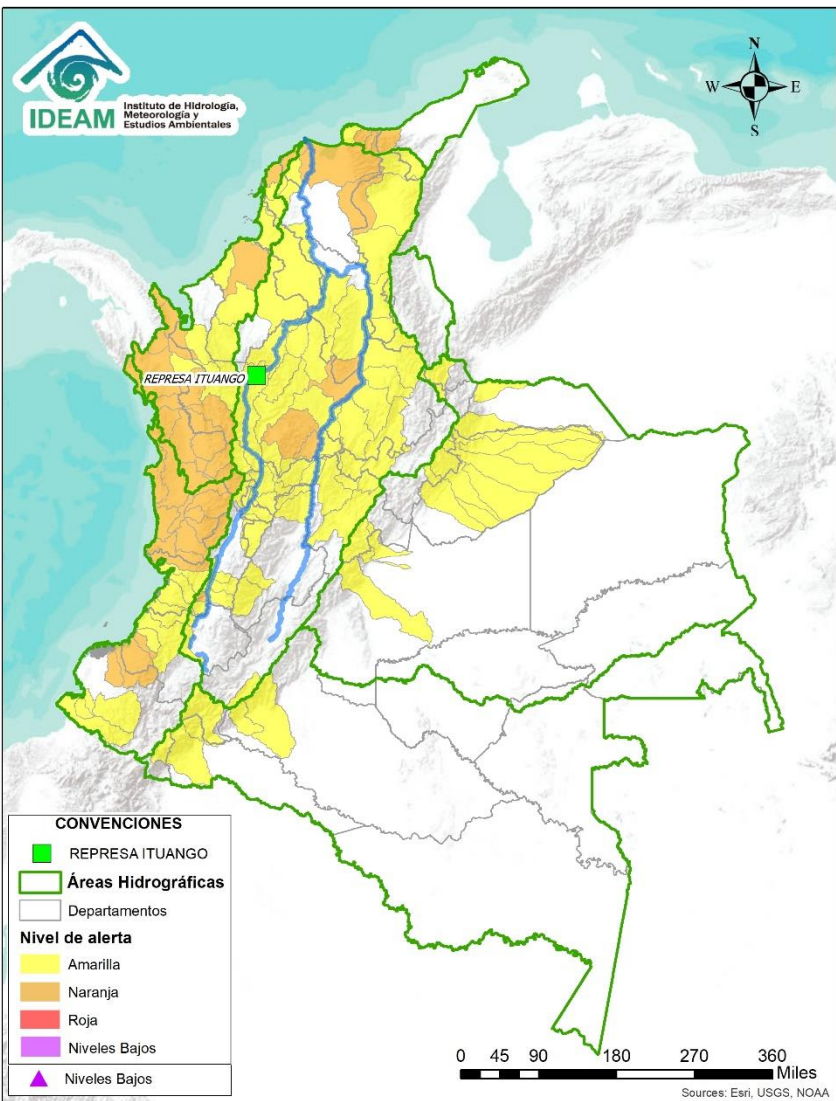 IDEAM
Instituto de Hidrología,
Meteorología y
Estudios Ambientales
N
W
E
S
REPRESA ITUANGO
CONVENCIONES
REPRESA ITUANGO
Áreas Hidrográficas
Departamentos
Nivel de alerta
Amarilla
Naranja
Roja
Niveles Bajos
Niveles Bajos
0 45 90 180 270 360
Miles
Sources: Esri, USGS, NOAA